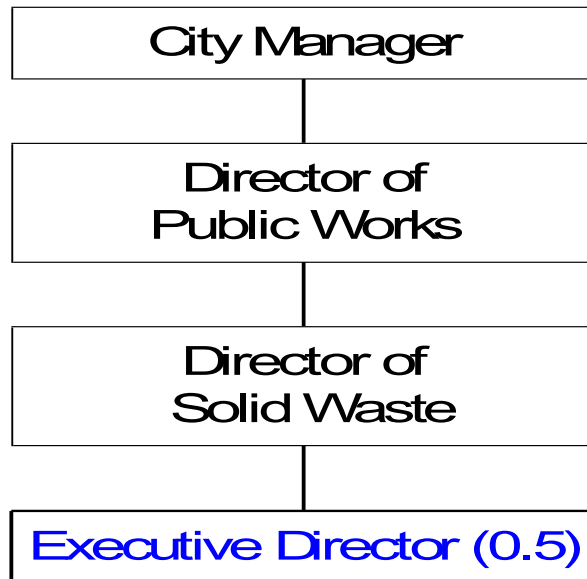 City Manager
Director of
Public Works
Director of
Solid Waste
Executive Director (0.5)